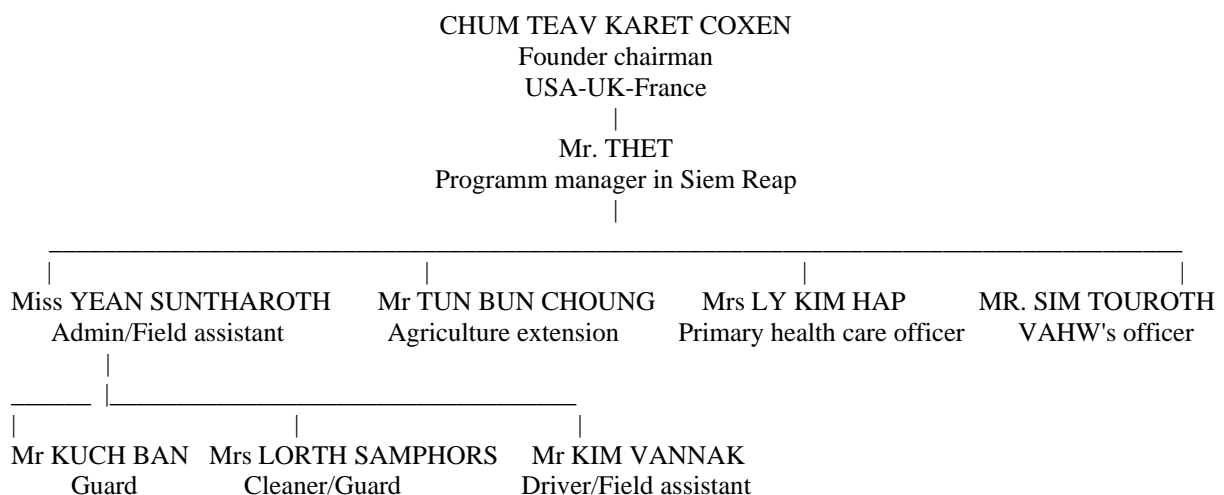 CHUM TEAV KARET COXEN
Founder chairman
USA-UK-France
Mr. THET
Programm manager in Siem Reap
Miss YEAN SUNTHAROTH Mr TUN BUN CHOUNG Mrs LY KIM HAP MR. SIM TOUROTH
Admin/Field assistant Agriculture extension Primary health care officer VAHW's officer
Mr KUCH BAN Mrs LORTH SAMPHORS Mr KIM VANNAK
Guard Cleaner/Guard Driver/Field assistant